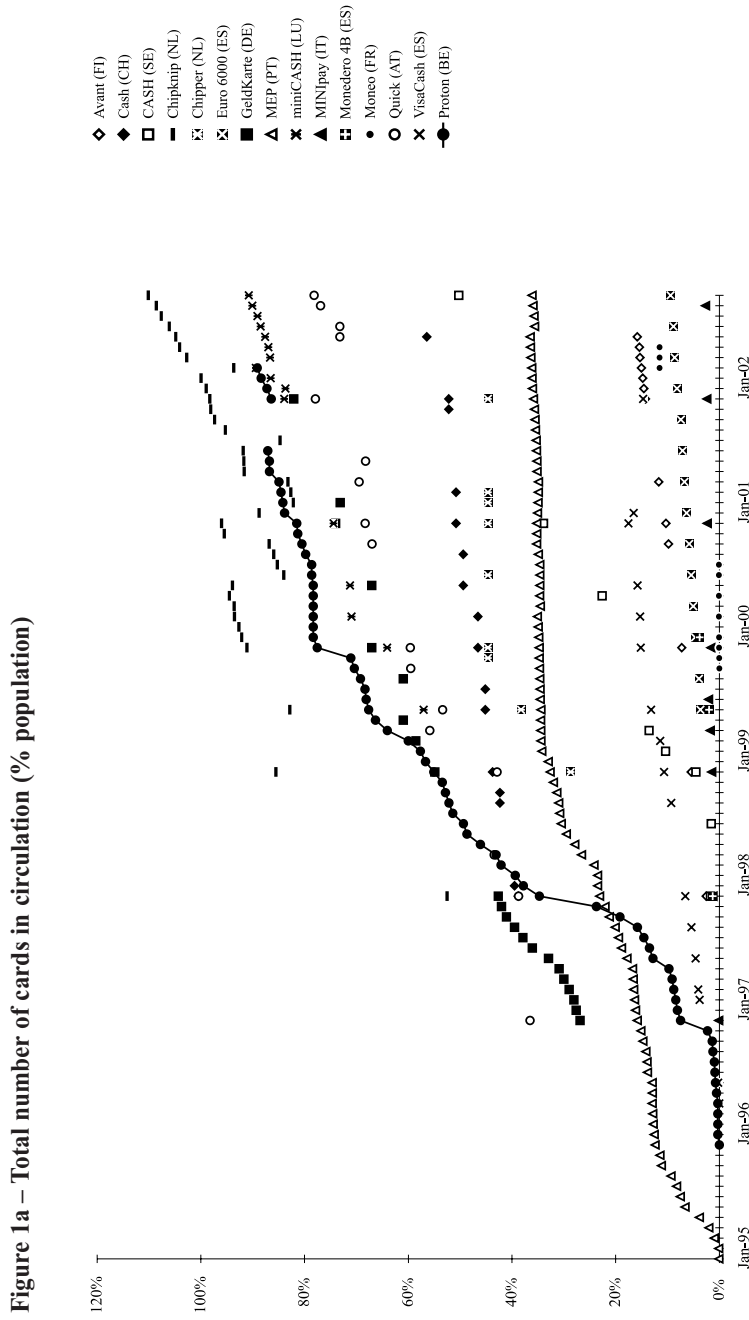 Figure 1a – Total number of cards in circulation (% population)
120%
100%
80%
60%
40%
20%
0%
Jan-95
Jan-96
Jan-97
Jan-98
Jan-99
Jan-00
Jan-01
Jan-02
Avant (FI)
Cash (CH)
CASH (SE)
Chipknip (NL)
Chipper (NL)
Euro 6000 (ES)
GeldKarte (DE)
MEP (PT)
miniCASH (LU)
MINIpay (IT)
Monedero 4B (ES)
Moneo (FR)
Quick (AT)
VisaCash (ES)
Proton (BE)